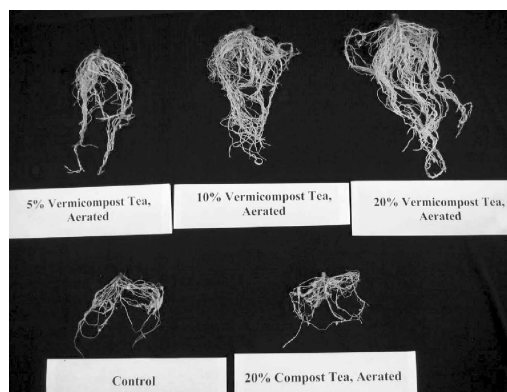 5% Vermicompost Tea,
Aerated
10% Vermicompost Tea,
Aerated
20% Vermicompost Tea,
Aerated
Control
20% Compost Tea, Aerated